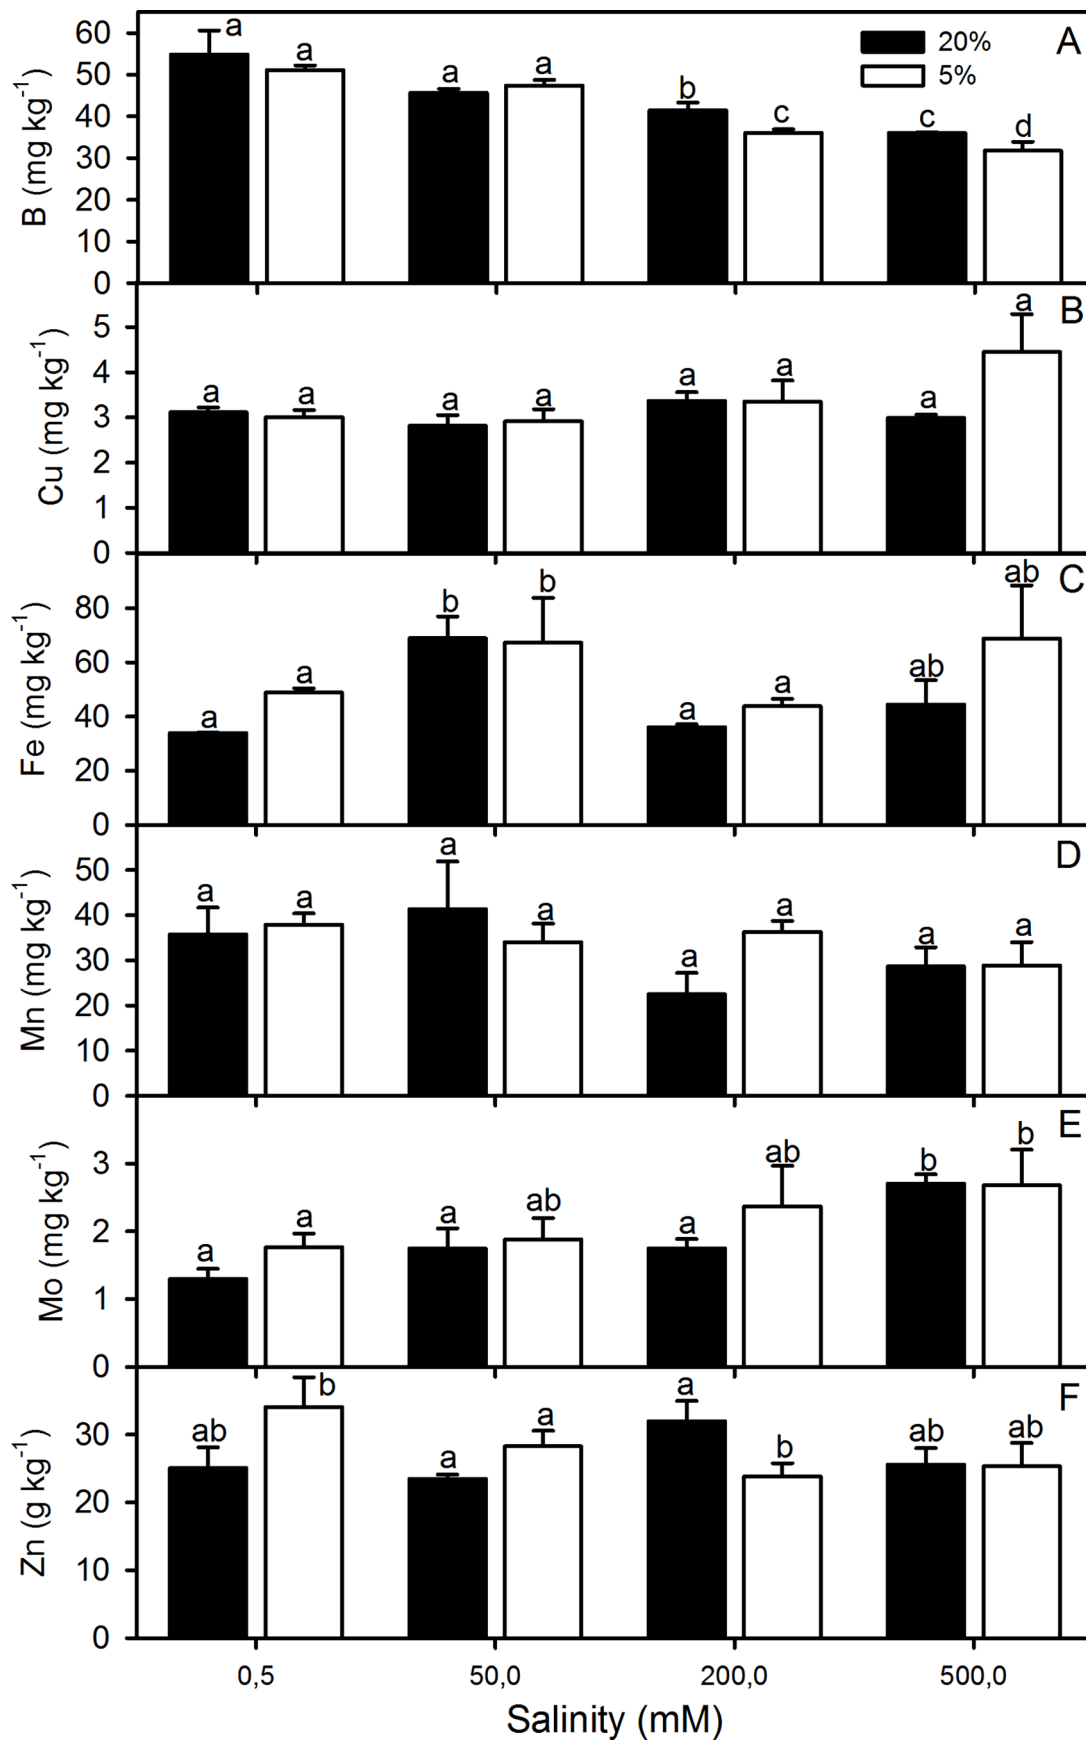 A
20%
5%
B (mg kg-1)
60
50
40
30
20
10
0
a
a
a
a
b
c
c
d
B
Cu (mg kg-1)
5
4
3
2
1
0
a
a
a
a
a
a
a
a
C
Fe (mg kg-1)
80
60
40
20
0
a
a
b
b
a
a
ab
ab
D
Mn (mg kg-1)
50
40
30
20
10
0
a
a
a
a
a
a
a
a
E
Mo (mg kg-1)
3
2
1
0
a
a
a
ab
a
ab
b
b
F
Zn (g kg-1)
30
20
10
0
ab
b
a
a
a
b
ab
ab
0,5 50,0 200,0 500,0
Salinity (mM)